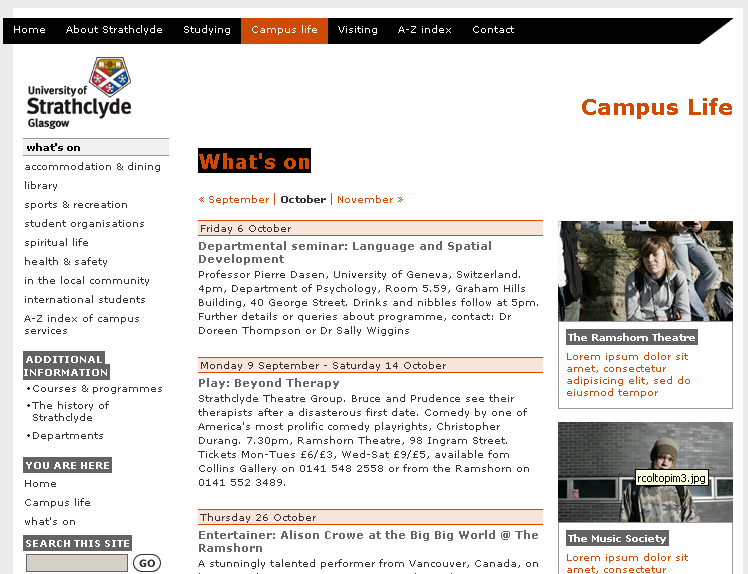 Home About Strathclyde Studying Campus life Visiting A-Z index Contact
University of
Strathclyde
Glasgow
Campus Life
what's on
accommodation & dining
library
sports & recreation
student organisations
spiritual life
health & safety
in the local community
international students
A-Z index of campus
services
ADDITIONAL
INFORMATION
•Courses & programmes
•The history of
Strathclyde
•Departments
YOU ARE HERE
Home
Campus life
what's on
SEARCH THIS SITE
GO
What's on
« September | October | November »
Friday 6 October
Departmental seminar: Language and Spatial
Development
Professor Pierre Dasen, University of Geneva, Switzerland.
4pm, Department of Psychology, Room 5.59, Graham Hills
Building, 40 George Street. Drinks and nibbles follow at 5pm.
Further details or queries about programme, contact: Dr
Doreen Thompson or Dr Sally Wiggins
Monday 9 September - Saturday 14 October
Play: Beyond Therapy
Strathclyde Theatre Group. Bruce and Prudence see their
therapists after a disasterous first date. Comedy by one of
America's most prolific comedy playrights, Christopher
Durang. 7.30pm, Ramshorn Theatre, 98 Ingram Street.
Tickets Mon-Tues £6/£3, Wed-Sat £9/£5, available fom
Collins Gallery on 0141 548 2558 or from the Ramshorn on
0141 552 3489.
Thursday 26 October
Entertainer: Alison Crowe at the Big Big World @ The
Ramshorn
A stunningly talented performer from Vancouver, Canada, on
The Ramshorn Theatre
Lorem ipsum dolor sit
amet, consectetur
adipisicing elit, sed do
eiusmod tempor
rcoltopim3.jpg
The Music Society
Lorem ipsum dolor sit
amet, consectetur